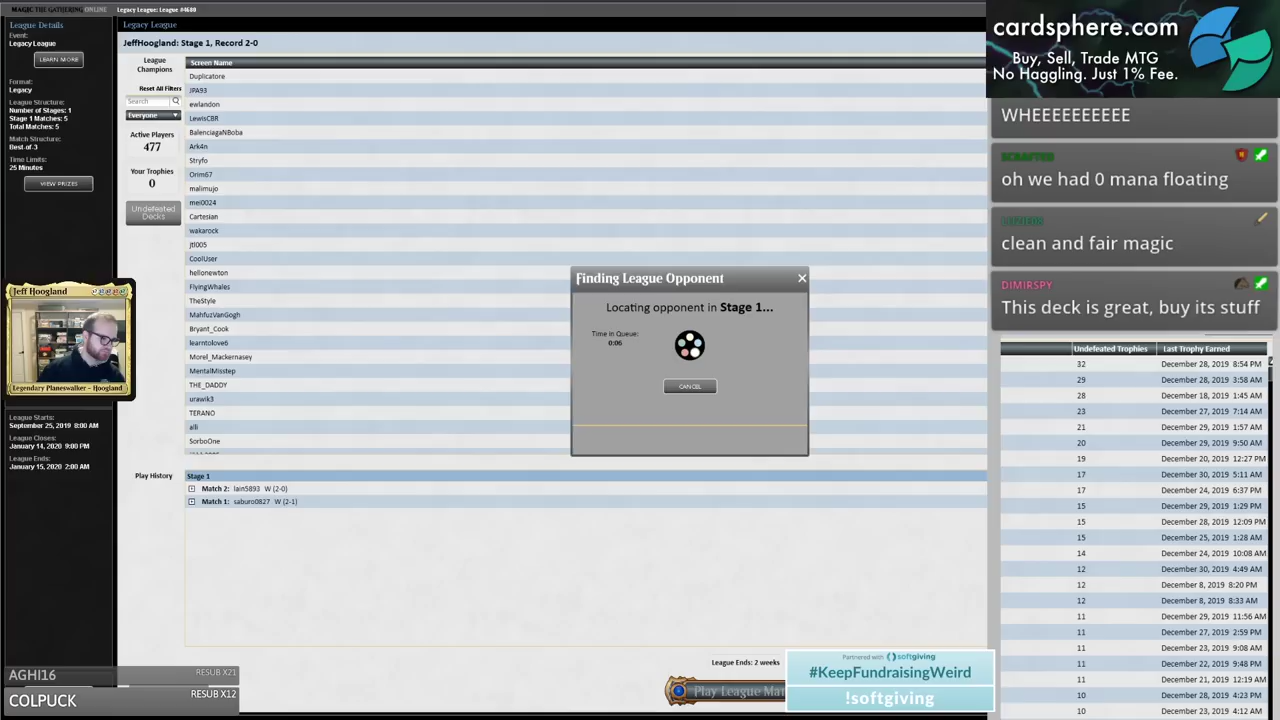 MAGIC THE GATHERING ONLINE
Legacy League: League #4680
League Details
Event:
Legacy League
LEARN MORE
Format:
Legacy
League Structure:
Number of Stages: 1
Stage 1 Matches: 5
Total Matches: 5
Match Structure:
Best-of-3
Time Limits:
25 Minutes
VIEW PRIZES
Jeff Hoogland
Legendary Planeswalker - Hoogland
League Starts:
September 25, 2019 8:00 AM
League Closes:
January 14, 2020 9:00 PM
League Ends:
January 15, 2020 2:00 AM
AGHI16
RESUB X21
COLPUCK
RESUB X12
Legacy League
JeffHoogland: Stage 1, Record 2-0
League
Champions
Reset All Filters
Search
Everyone
Active Players
477
Your Trophies
0
Undefeated
Decks
Screen Name
Duplicatore
JPA93
ewlandon
LewisCBR
BalenciagaNBoba
Ark4n
Stryfo
Orim67
malimujo
mei0024
Cartesian
wakarock
jtl005
CoolUser
hellonewton
FlyingWhales
TheStyle
MahfuzVanGogh
Bryant_Cook
learntolove6
Morel_Mackernasey
MentalMisstep
THE_DADDY
urawik3
TERANO
alli
SorboOne
Play History
Stage 1
Match 2: lain5893 W (2-0)
Match 1: saburo0827 W (2-1)
Finding League Opponent
Locating opponent in Stage 1...
Time in Queue:
0:06
CANCEL
League Ends: 2 weeks
Play League Mat
Partnered with softgiving
#KeepFundraisingWeird
!softgiving
cardsphere.com
Buy, Sell, Trade MTG
No Haggling. Just 1% Fee.
WHEEEEEEEEEE
oh we had 0 mana floating
clean and fair magic
DIMIRSPY
This deck is great, buy its stuff
Undefeated Trophies Last Trophy Earned
32 December 28, 2019 8:54 PM
29 December 28, 2019 3:58 AM
28 December 18, 2019 1:45 AM
23 December 27, 2019 7:14 AM
21 December 29, 2019 1:57 AM
20 December 29, 2019 9:50 AM
19 December 20, 2019 12:27 PM
17 December 30, 2019 5:11 AM
17 December 24, 2019 6:37 PM
15 December 29, 2019 1:29 PM
15 December 28, 2019 12:09 PM
15 December 25, 2019 1:28 AM
14 December 24, 2019 10:08 AM
12 December 30, 2019 4:49 AM
12 December 8, 2019 8:20 PM
12 December 8, 2019 8:33 AM
11 December 29, 2019 11:56 AM
11 December 27, 2019 2:59 PM
11 December 23, 2019 9:08 AM
11 December 22, 2019 9:48 PM
11 December 21, 2019 12:19 AM
10 December 28, 2019 4:23 PM
10 December 23, 2019 4:12 AM